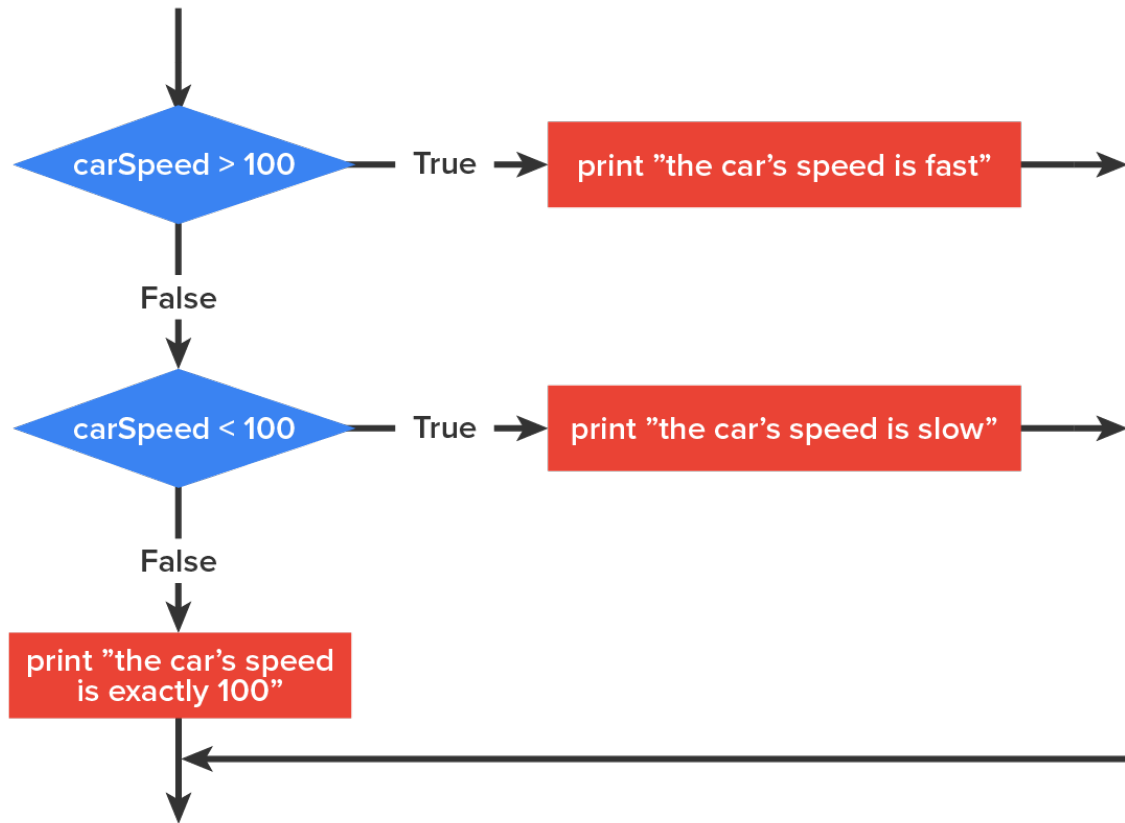 carSpeed > 100
True
print ”the car’s speed is fast”
False
carSpeed < 100
True
print ”the car’s speed is slow”
False
print ”the car’s speed
is exactly 100”